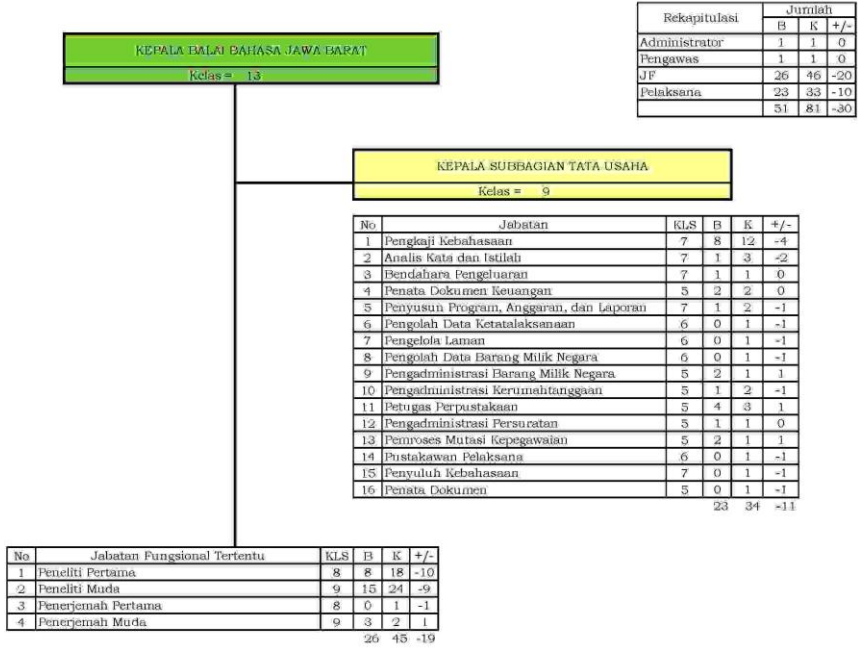 KEPALA BALAI BAHASA JAWA BARAT
Kelas = 13
Rekapitulasi Jumlah
B K +/-
Administrator 1 1 0
Pengawas 1 1 0
JF 26 46 -20
Pelaksana 23 33 -10
51 81 -30
KEPALA SUBBAGIAN TATA USAHA
Kelas = 9
No Jabatan KLS B K +/-
1 Pengkaji Kebahasaan 7 8 12 -4
2 Analis Kata dan Istilah 7 1 3 -2
3 Bendahara Pengeluaran 7 1 1 0
4 Penata Dokumen Keuangan 5 2 2 0
5 Penyusun Program, Anggaran, dan Laporan 7 1 2 -1
6 Pengolah Data Ketatalaksanaan 6 0 1 -1
7 Pengelola Laman 6 0 1 -1
8 Pengolah Data Barang Milik Negara 6 0 1 -1
9 Pengadministrasi Barang Milik Negara 5 2 1 1
10 Pengadministrasi Kerumahtanggaan 5 1 2 -1
11 Petugas Perpustakaan 5 4 3 1
12 Pengadministrasi Persuratan 5 1 1 0
13 Pemroses Mutasi Kepegawaian 5 2 1 1
14 Pustakawan Pelaksana 6 0 1 -1
15 Penyuluh Kebahasaan 7 0 1 -1
16 Penata Dokumen 5 0 1 -1
23 34 -11
No Jabatan Fungsional Tertentu KLS B K +/-
1 Peneliti Pertama 8 8 18 -10
2 Peneliti Muda 9 15 24 -9
3 Penerjemah Pertama 8 0 1 -1
4 Penerjemah Muda 9 3 2 1
26 45 -19